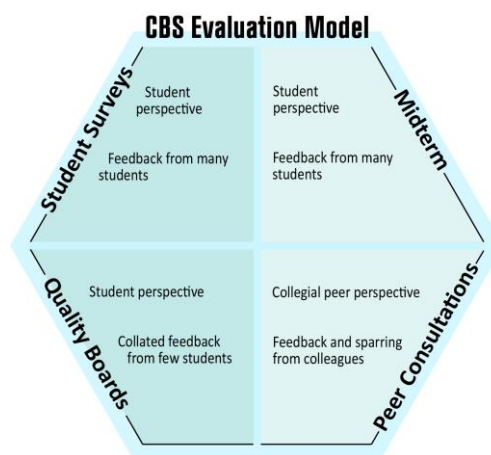 CBS Evaluation Model
Student Surveys
Student
perspective
Feedback from many
students
Midterm
Student
perspective
Feedback from many
students
Quality Boards
Student perspective
Collated feedback
from few students
Peer Consultations
Collegial peer perspective
Feedback and sparring
from colleagues